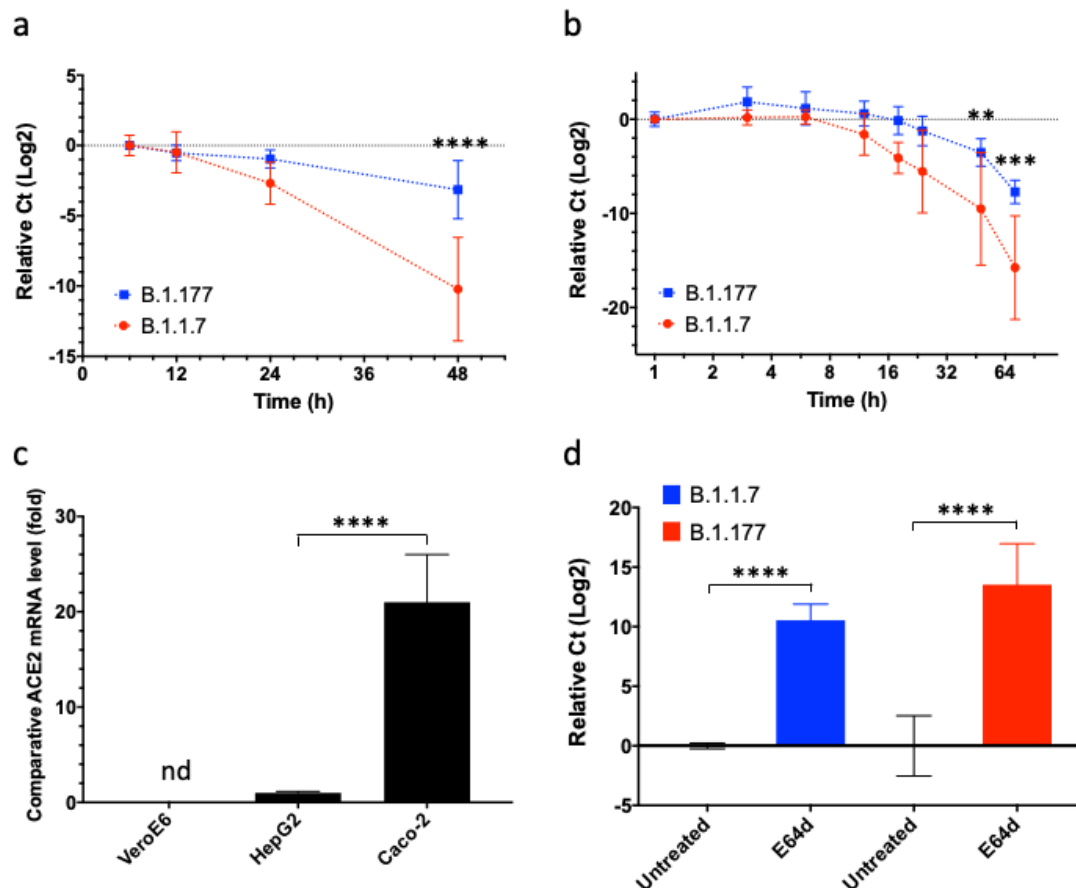 a
Relative Ct (Log2)
5
0
-5
-10
-15
****
B.1.177
B.1.1.7
0 12 24 36 48
Time (h)
b
Relative Ct (Log2)
0
-10
-20
**
***
B.1.177
B.1.1.7
1 2 4 8 16 32 64
Time (h)
c
Comparative ACE2 mRNA level (fold)
30
20
10
0
****
nd
VeroE6
HepG2
Caco-2
d
B.1.1.7
B.1.177
Relative Ct (Log2)
20
15
10
5
0
-5
****
****
Untreated
E64d
Untreated
E64d